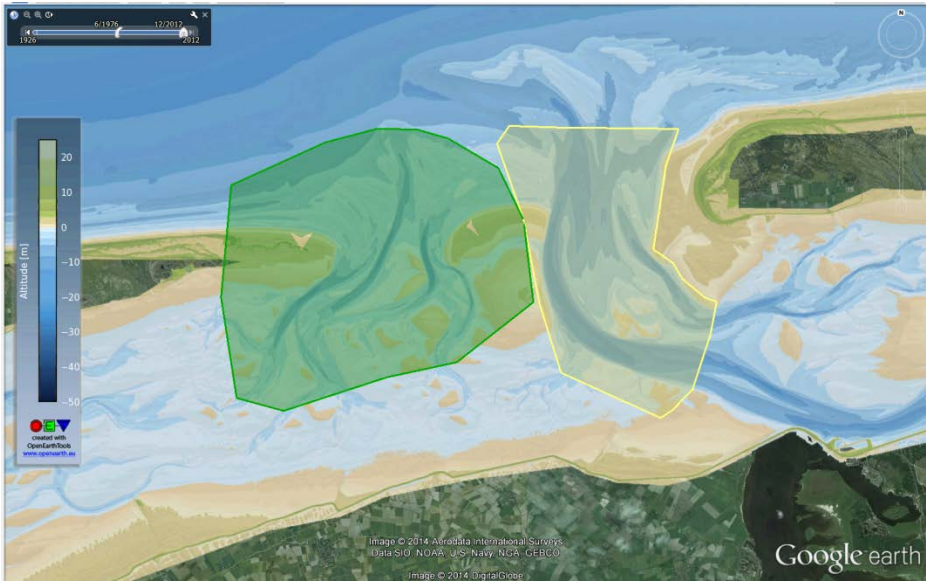 6/1976
12/2012
1926
2012
N
Altitude [m]
20
10
0
−10
−20
−30
−40
−50
created with
OpenEarthTools
www.openearth.eu
Image © 2014 Aerodata International Surveys
Data SIO, NOAA, U.S. Navy, NGA, GEBCO
Image © 2014 DigitalGlobe
Google earth